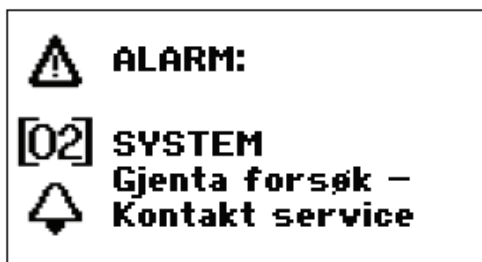 ALARM:
[02] SYSTEM
Gjenta forsøk –
Kontakt service